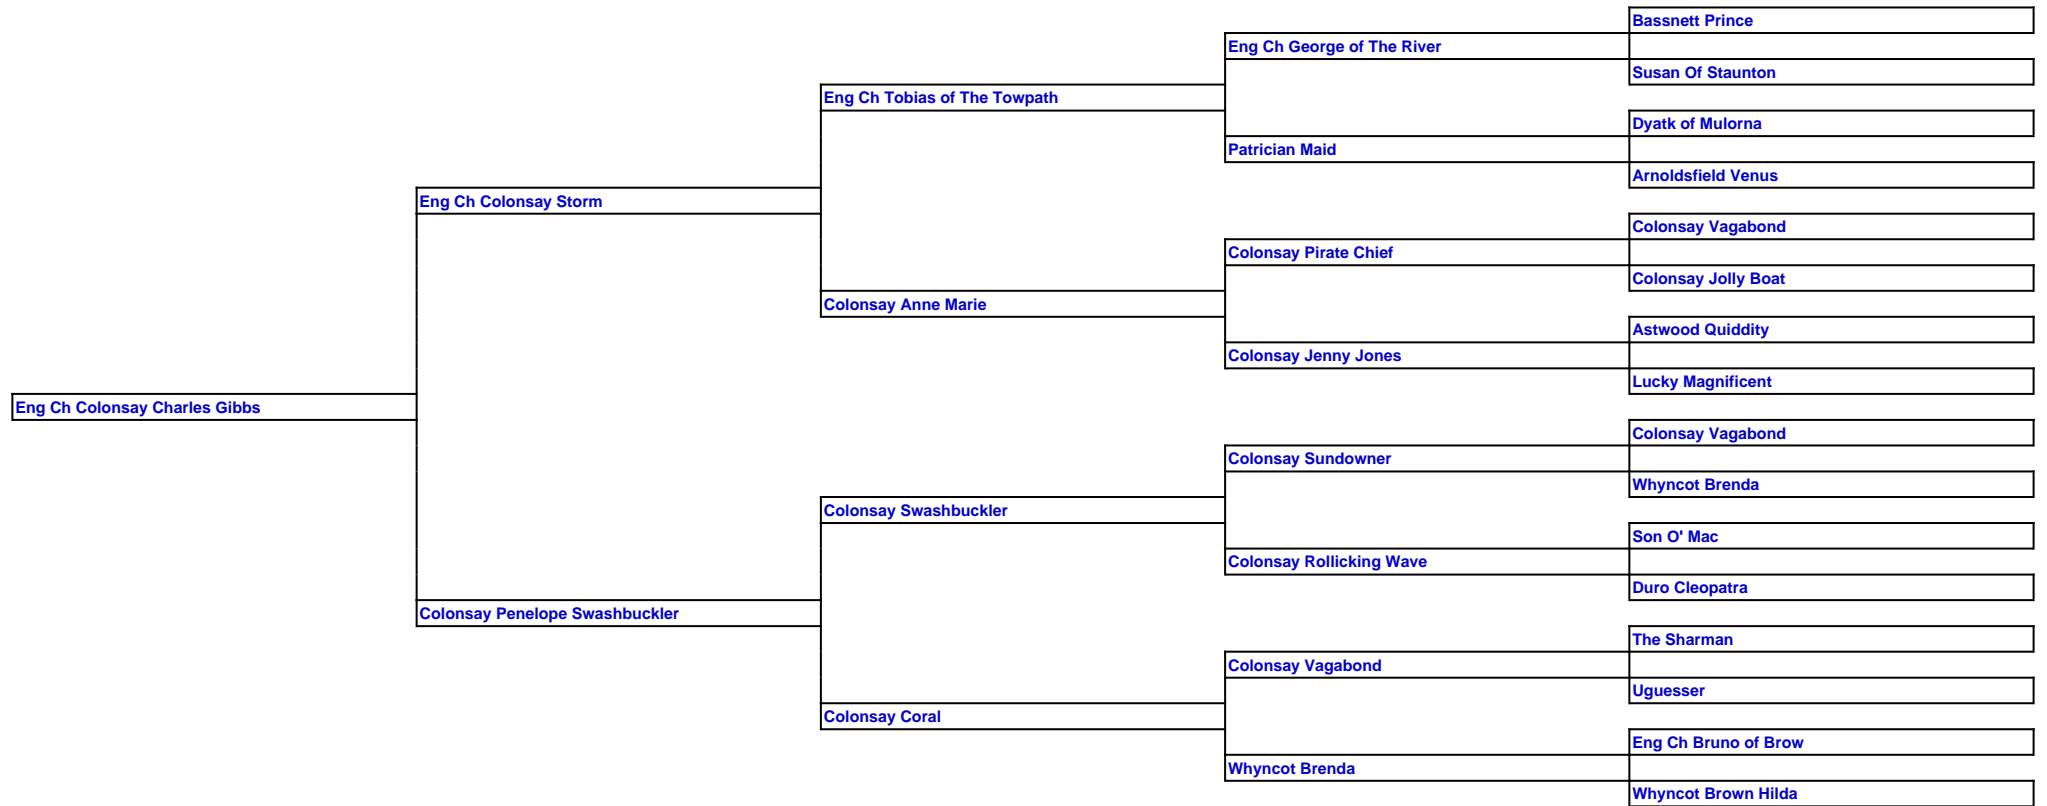 Bassnett Prince
Eng Ch George of The River
Susan Of Staunton
Eng Ch Tobias of The Towpath
Dyatk of Mulorna
Patrician Maid
Arnoldsfield Venus
Eng Ch Colonsay Storm
Colonsay Vagabond
Colonsay Pirate Chief
Colonsay Jolly Boat
Colonsay Anne Marie
Astwood Quiddity
Colonsay Jenny Jones
Lucky Magnificent
Eng Ch Colonsay Charles Gibbs
Colonsay Vagabond
Colonsay Sundowner
Whyncot Brenda
Colonsay Swashbuckler
Son O' Mac
Colonsay Rollicking Wave
Duro Cleopatra
Colonsay Penelope Swashbuckler
The Sharman
Colonsay Vagabond
Uguesser
Colonsay Coral
Eng Ch Bruno of Brow
Whyncot Brenda
Whyncot Brown Hilda